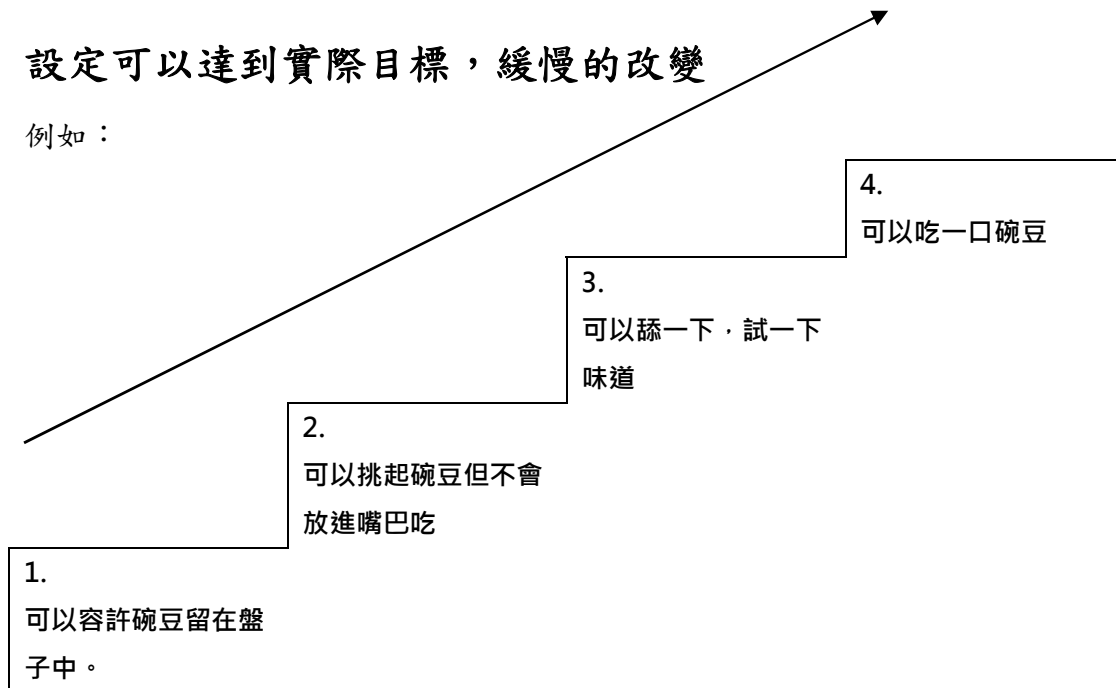 設定可以達到實際目標，緩慢的改變
例如：
4.
可以吃一口碗豆
3.
可以舔一下，試一下
味道
2.
可以挑起碗豆但不會
放進嘴巴吃
1.
可以容許碗豆留在盤
子中。